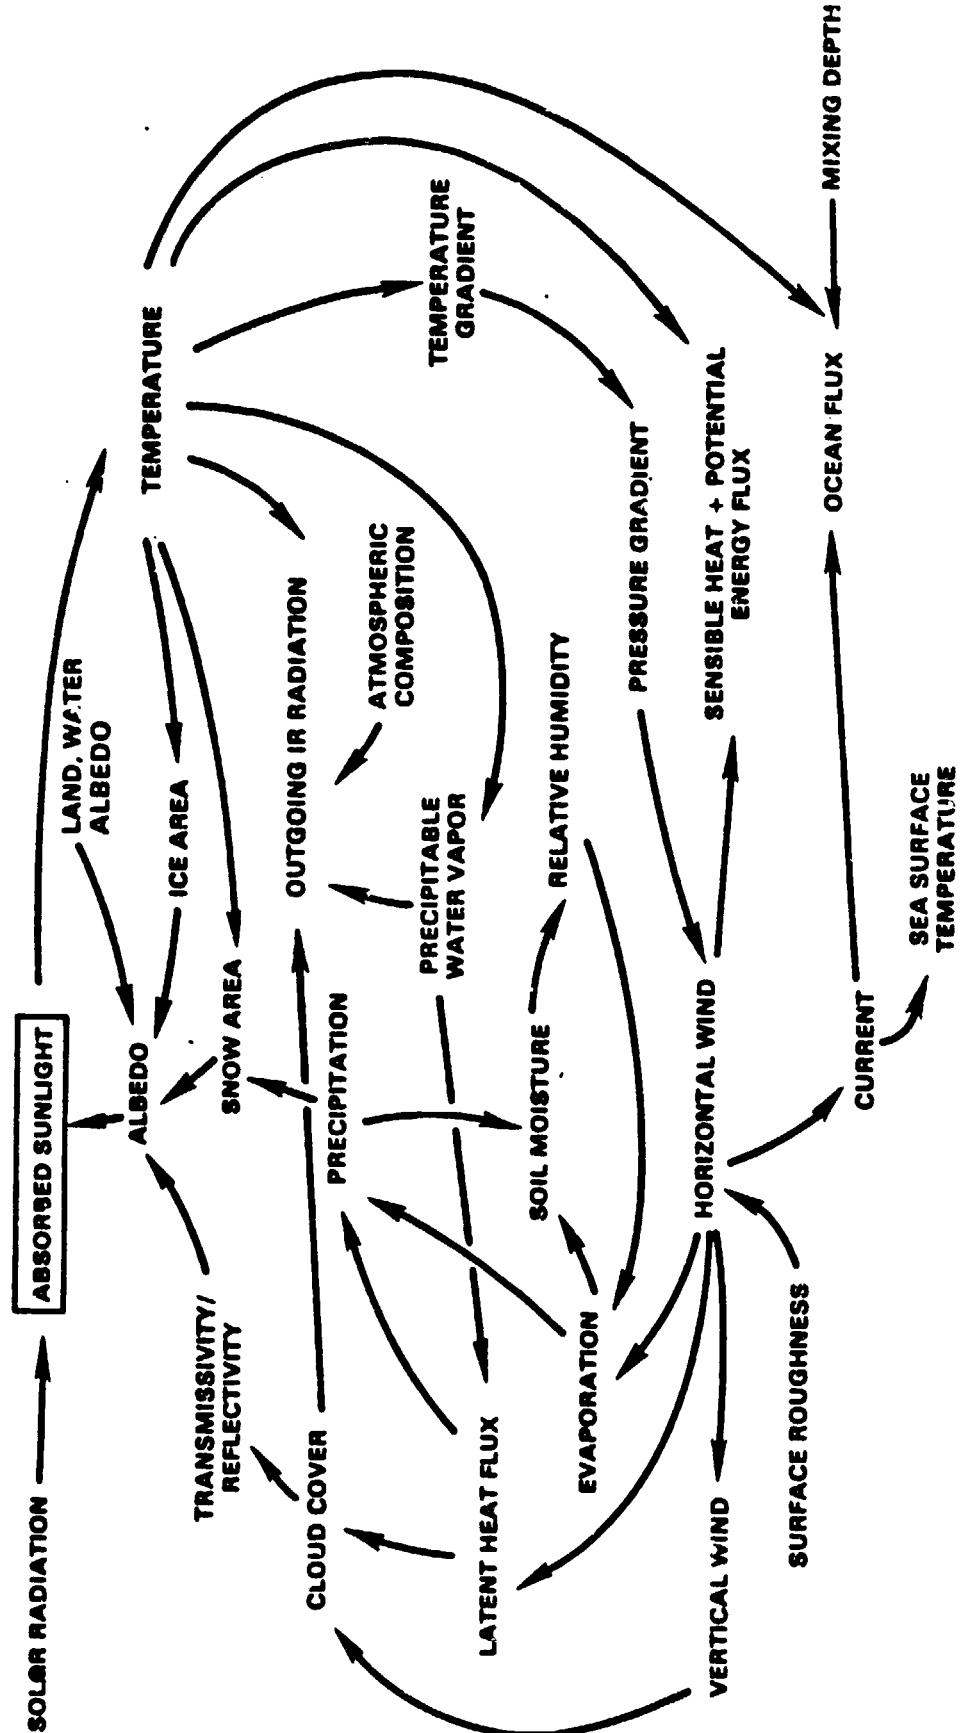 SOLAR RADIATION
ABSORBED SUNLIGHT
LAND, WATER
ALBEDO
TEMPERATURE
ALBEDO
ICE AREA
TRANSMISSIVITY/
REFLECTIVITY
SNOW AREA
OUTGOING IR RADIATION
CLOUD COVER
PRECIPITATION
ATMOSPHERIC
COMPOSITION
PRECIPITABLE
WATER VAPOR
TEMPERATURE
GRADIENT
LATENT HEAT FLUX
SOIL MOISTURE
RELATIVE HUMIDITY
EVAPORATION
PRESSURE GRADIENT
VERTICAL WIND
HORIZONTAL WIND
SENSIBLE HEAT + POTENTIAL
ENERGY FLUX
SURFACE ROUGHNESS
CURRENT
OCEAN FLUX
MIXING DEPTH
SEA SURFACE
TEMPERATURE